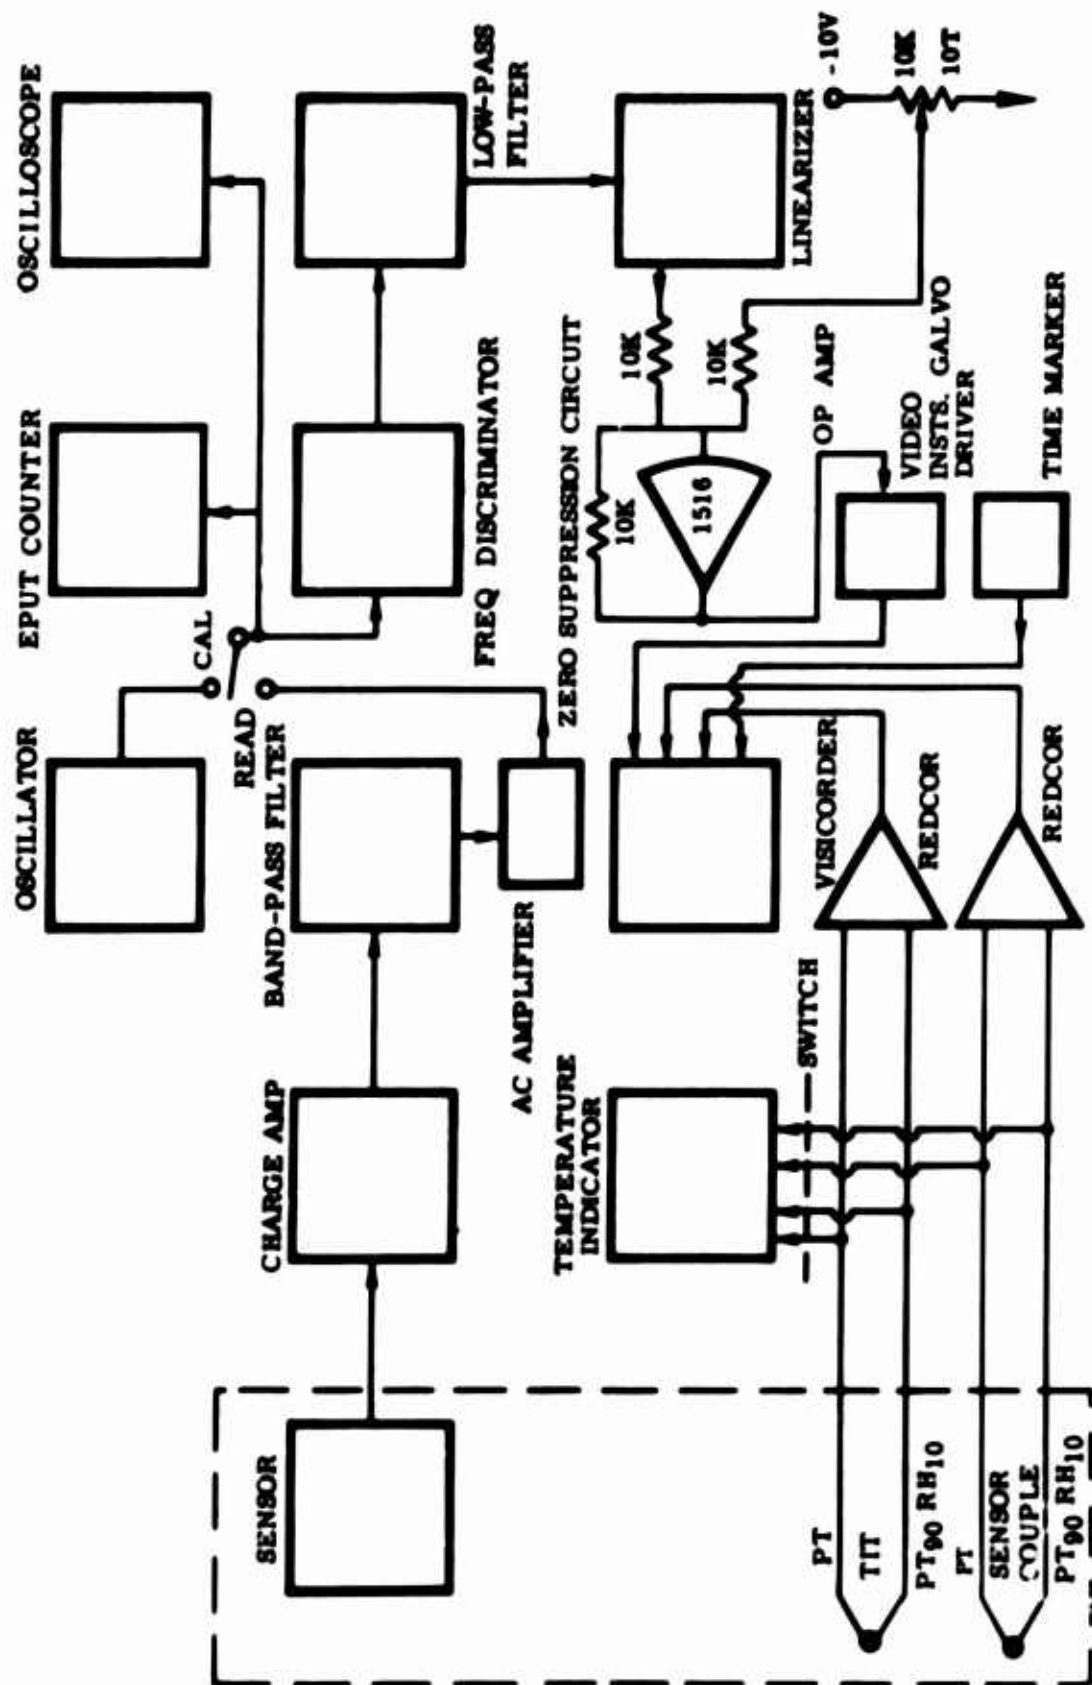 OSCILLATOR
EPUT COUNTER
OSCILLOSCOPE
CAL
READ
SENSOR
CHARGE AMP
BAND-PASS FILTER
AC AMPLIFIER
FREQ DISCRIMINATOR
LOW-PASS
FILTER
ZERO SUPPRESSION CIRCUIT
10K
10K
10K
1516
OP AMP
LINEARIZER
-10V
10K
10T
TEMPERATURE
INDICATOR
SWITCH
VISICORDER
REDCOR
REDCOR
VIDEO
INSTS. GALVO
DRIVER
TIME MARKER
PT
TIT
PT90 RH10
PT
SENSOR
COUPLE
PT90 RH10